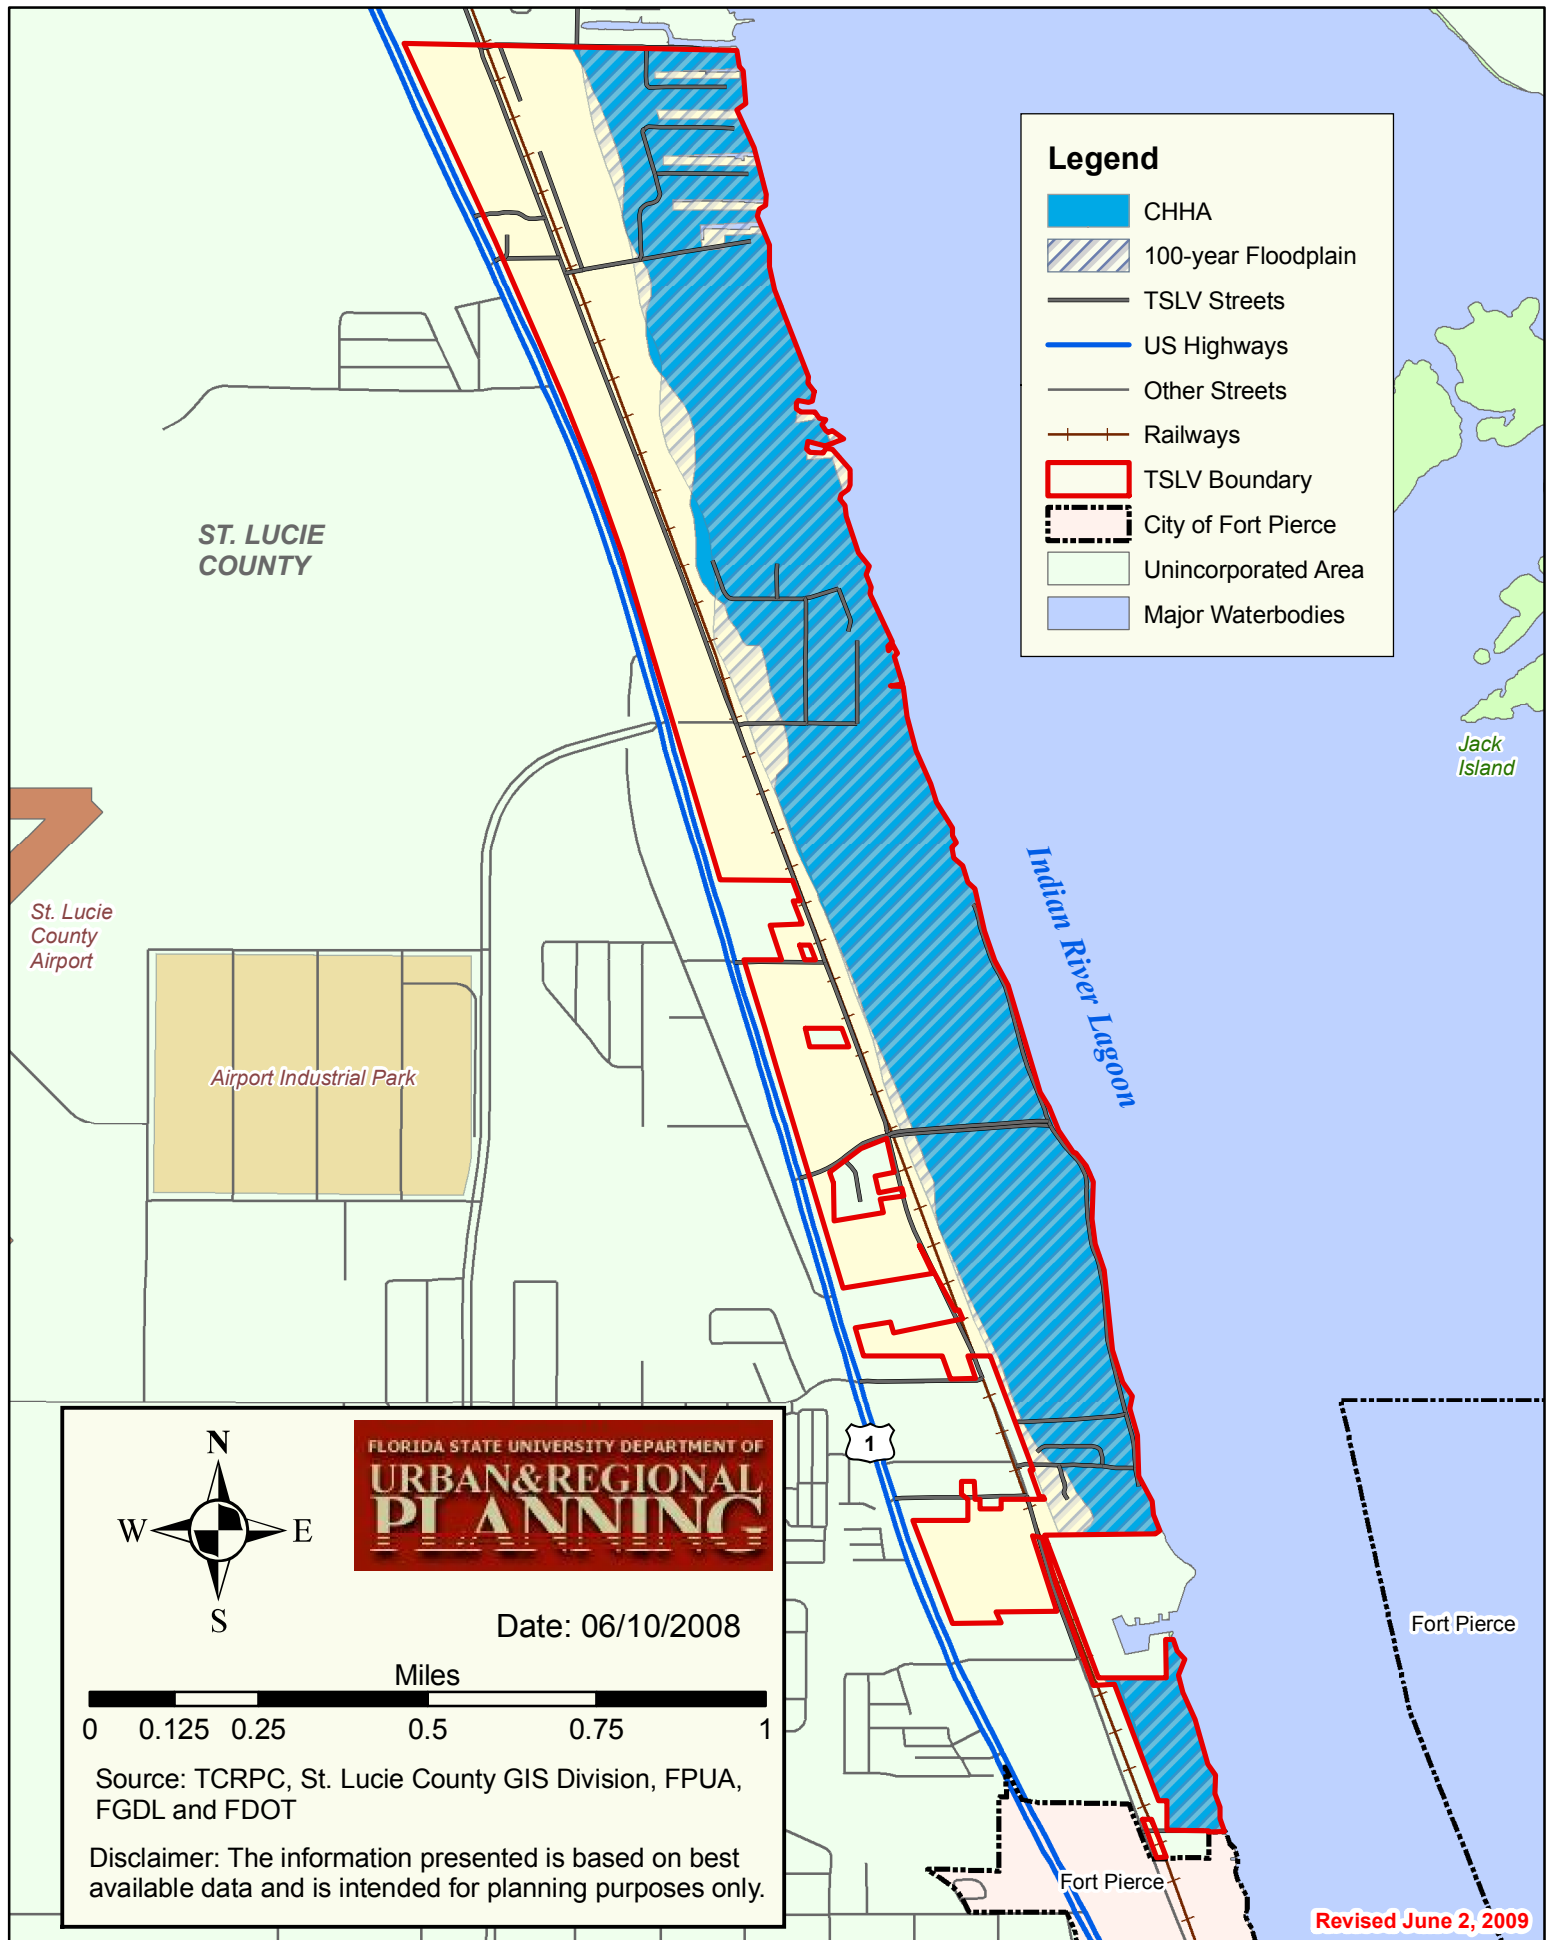 Legend
CHHA
100-year Floodplain
TSLV Streets
US Highways
Other Streets
Railways
TSLV Boundary
City of Fort Pierce
Unincorporated Area
Major Waterbodies
ST. LUCIE
COUNTY
Jack
Island
Indian River Lagoon
St. Lucie
County
Airport
Airport Industrial Park
1
N
W
E
S
FLORIDA STATE UNIVERSITY DEPARTMENT OF
URBAN&REGIONAL
PLANNING
Date: 06/10/2008
Miles
0 0.125 0.25 0.5 0.75 1
Source: TCRPC, St. Lucie County GIS Division, FPUA,
FGDL and FDOT
Disclaimer: The information presented is based on best
available data and is intended for planning purposes only.
Fort Pierce
Fort Pierce
Revised June 2, 2009